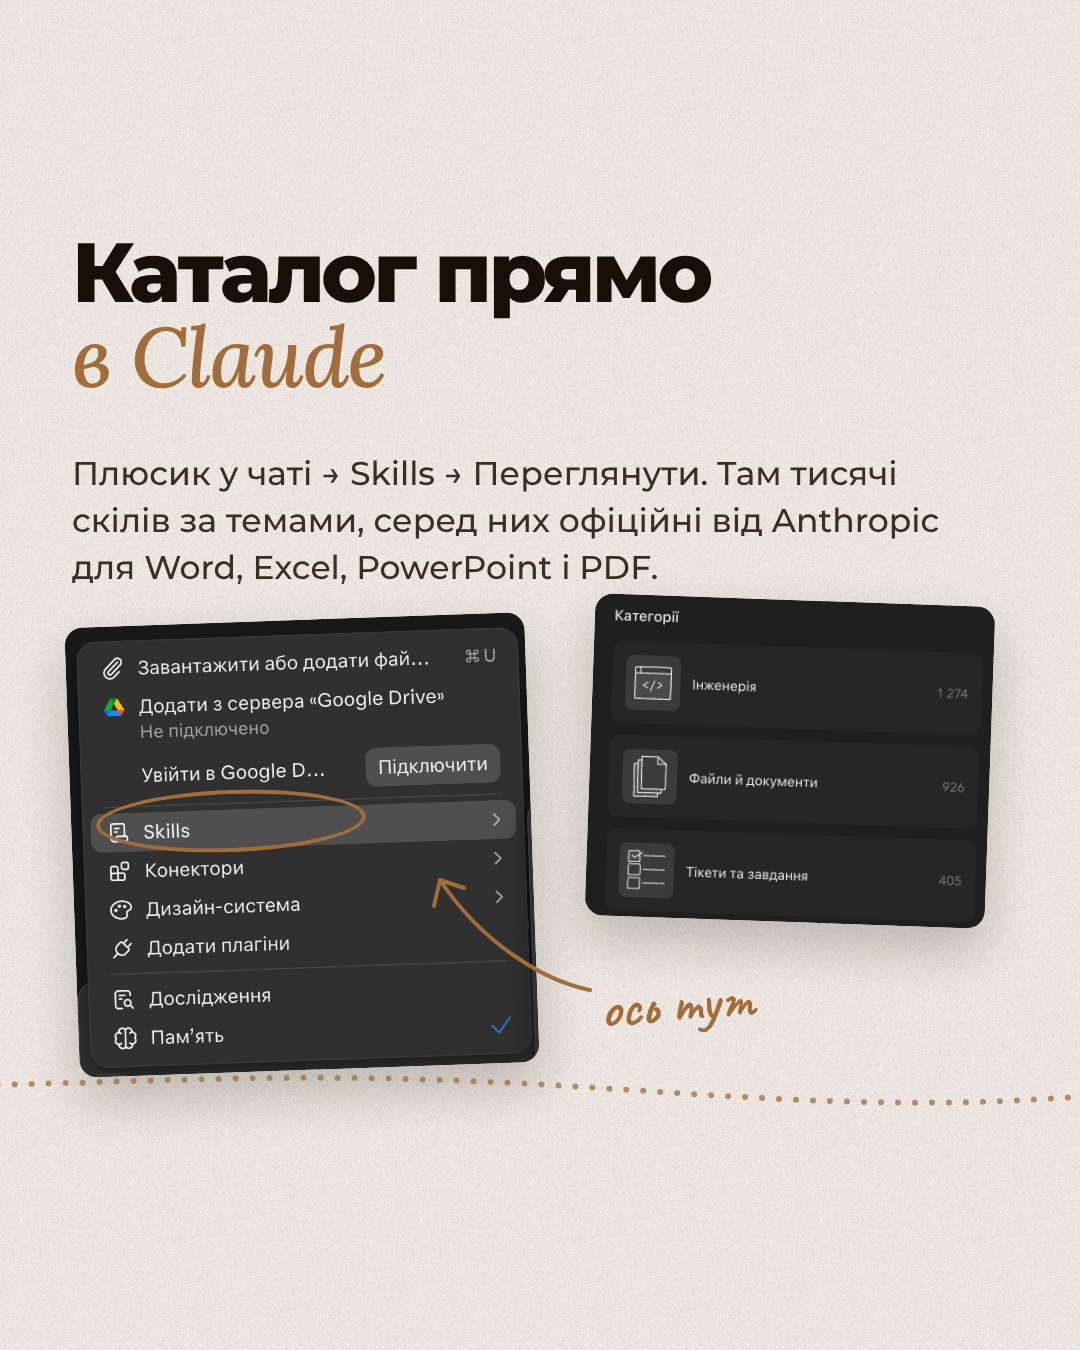 Каталог прямо
в Claude
Плюсик у чаті → Skills → Переглянути. Там тисячі
скілів за темами, серед них офіційні від Anthropic
для Word, Excel, PowerPoint і PDF.
Завантажити або додати фай... ⌘U
Додати з сервера «Google Drive»
Не підключено
Увійти в Google D... Підключити
Skills
Конектори
Дизайн-система
Додати плагіни
Дослідження
Пам’ять
Категорії
Інженерія 1 274
Файли й документи 926
Тікети та завдання 405
ось тут